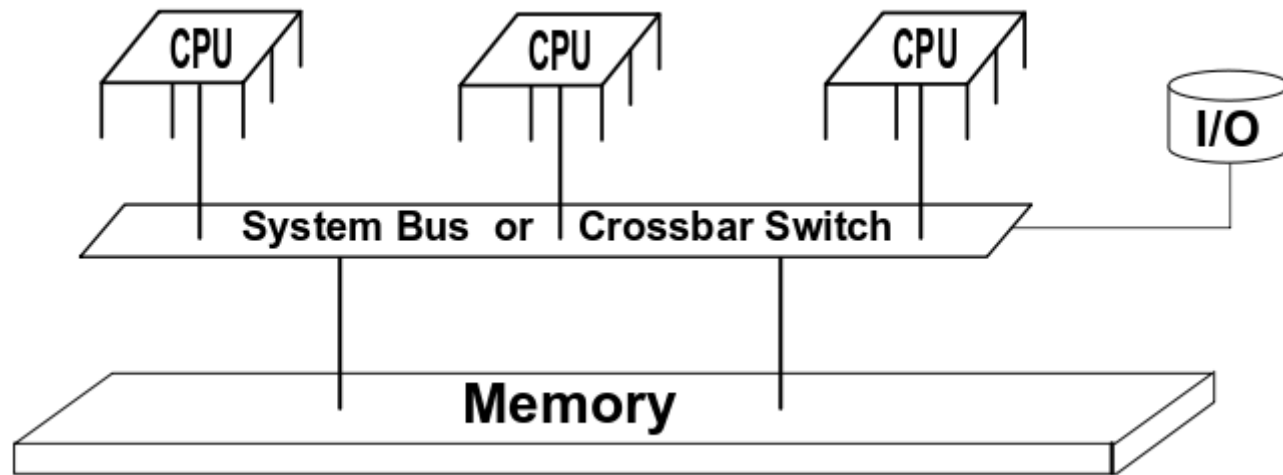 CPU
CPU
CPU
I/O
System Bus or Crossbar Switch
Memory